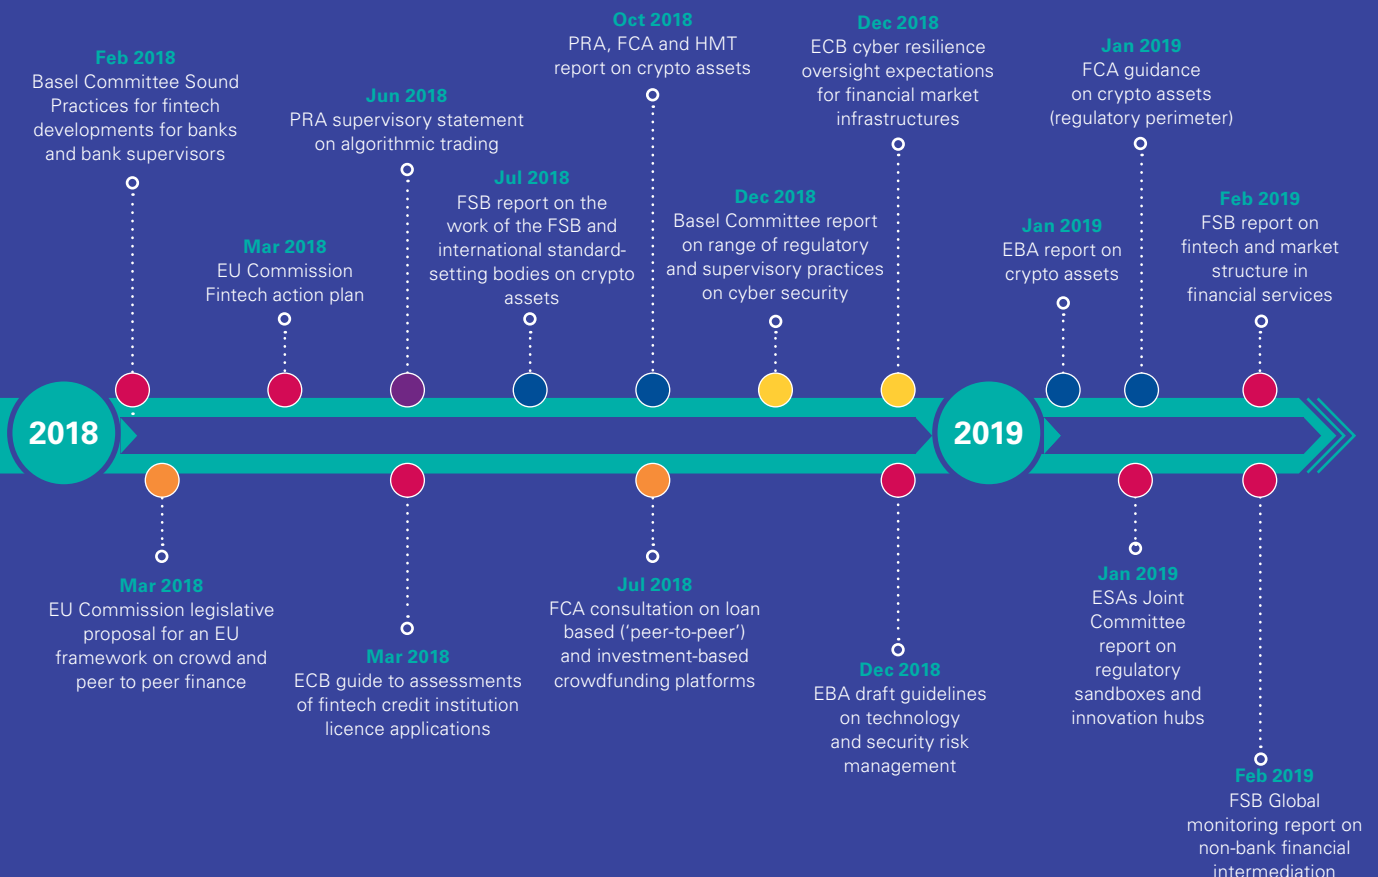 Feb 2018
Basel Committee Sound
Practices for fintech
developments for banks
and bank supervisors
Mar 2018
EU Commission
Fintech action plan
Jun 2018
PRA supervisory statement
on algorithmic trading
Jul 2018
FSB report on the
work of the FSB and
international standard-
setting bodies on crypto
assets
Oct 2018
PRA, FCA and HMT
report on crypto assets
Dec 2018
Basel Committee report
on range of regulatory
and supervisory practices
on cyber security
Dec 2018
ECB cyber resilience
oversight expectations
for financial market
infrastructures
Jan 2019
EBA report on
crypto assets
Jan 2019
FCA guidance
on crypto assets
(regulatory perimeter)
Feb 2019
FSB report on
fintech and market
structure in
financial services
2018
2019
Mar 2018
EU Commission legislative
proposal for an EU
framework on crowd and
peer to peer finance
Mar 2018
ECB guide to assessments
of fintech credit institution
licence applications
Jul 2018
FCA consultation on loan
based (‘peer-to-peer’)
and investment-based
crowdfunding platforms
Dec 2018
EBA draft guidelines
on technology
and security risk
management
Jan 2019
ESAs Joint
Committee
report on
regulatory
sandboxes and
innovation hubs
Feb 2019
FSB Global
monitoring report on
non-bank financial
intermediation